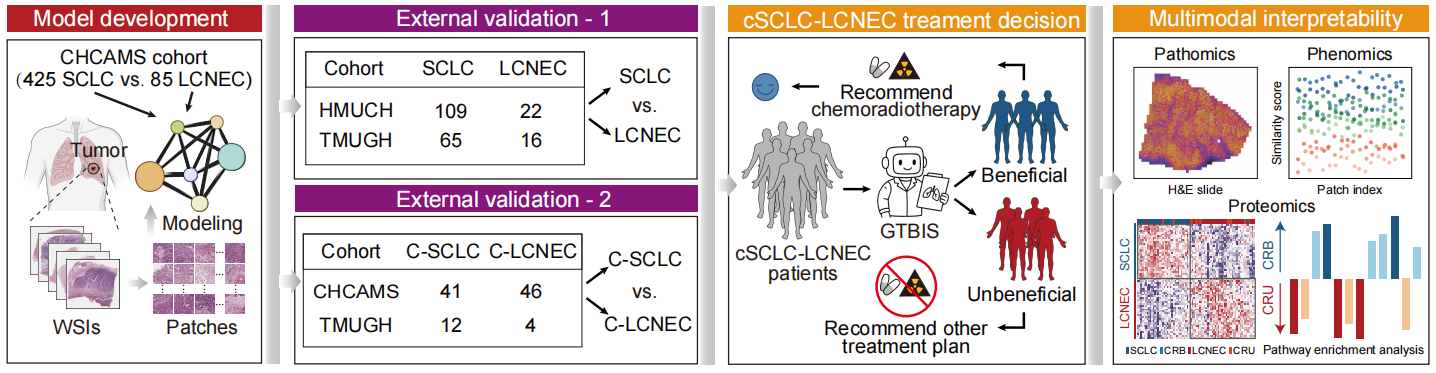 Model development
CHCAMS cohort
(425 SCLC vs. 85 LCNEC)
Tumor
Modeling
WSIs
Patches
External validation - 1
Cohort SCLC LCNEC
HMUCH 109 22
TMUGH 65 16
SCLC
vs.
LCNEC
External validation - 2
Cohort C-SCLC C-LCNEC
CHCAMS 41 46
TMUGH 12 4
C-SCLC
vs.
C-LCNEC
cSCLC-LCNEC treament decision
Recommend
chemoradiotherapy
cSCLC-LCNEC
patients
GTBIS
Beneficial
Unbeneficial
Recommend other
treatment plan
Multimodal interpretability
Pathomics
H&E slide
Phenomics
Similarity score
Patch index
Proteomics
SCLC
LCNEC
SCLC CRB LCNEC CRU
CRB
CRU
Pathway enrichment analysis